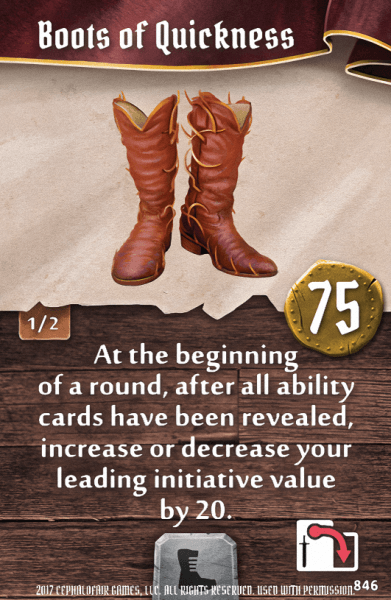 Boots of Quickness
75
1/2
At the beginning
of a round, after all ability
cards have been revealed,
increase or decrease your
leading initiative value
by 20.
2017 CEPHALOFAIR GAMES, LLC. ALL RIGHTS RESERVED. USED WITH PERMISSION.
846